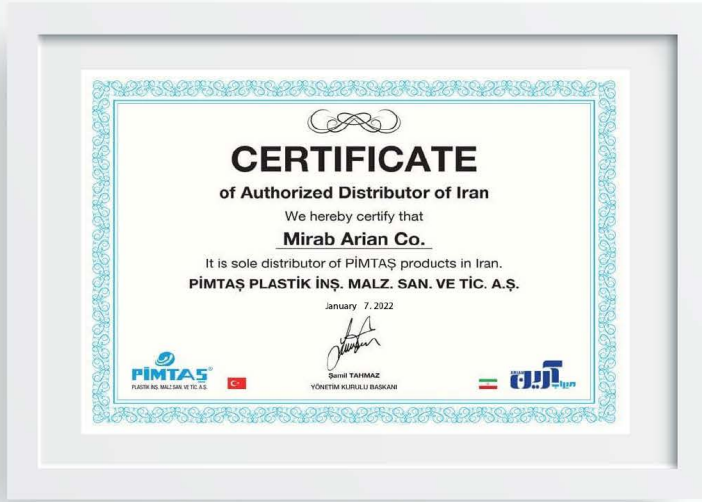 CERTIFICATE
of Authorized Distributor of Iran
We hereby certify that
Mirab Arian Co.
It is sole distributor of PİMTAŞ products in Iran.
PİMTAŞ PLASTİK İNŞ. MALZ. SAN. VE TİC. A.Ş.
January 7. 2022
Şamil TAHMAZ
YÖNETİM KURULU BAŞKANI
PİMTAŞ
PLASTİK İNŞ. MALZ. SAN. VE TİC. A.Ş.
میراب آرین